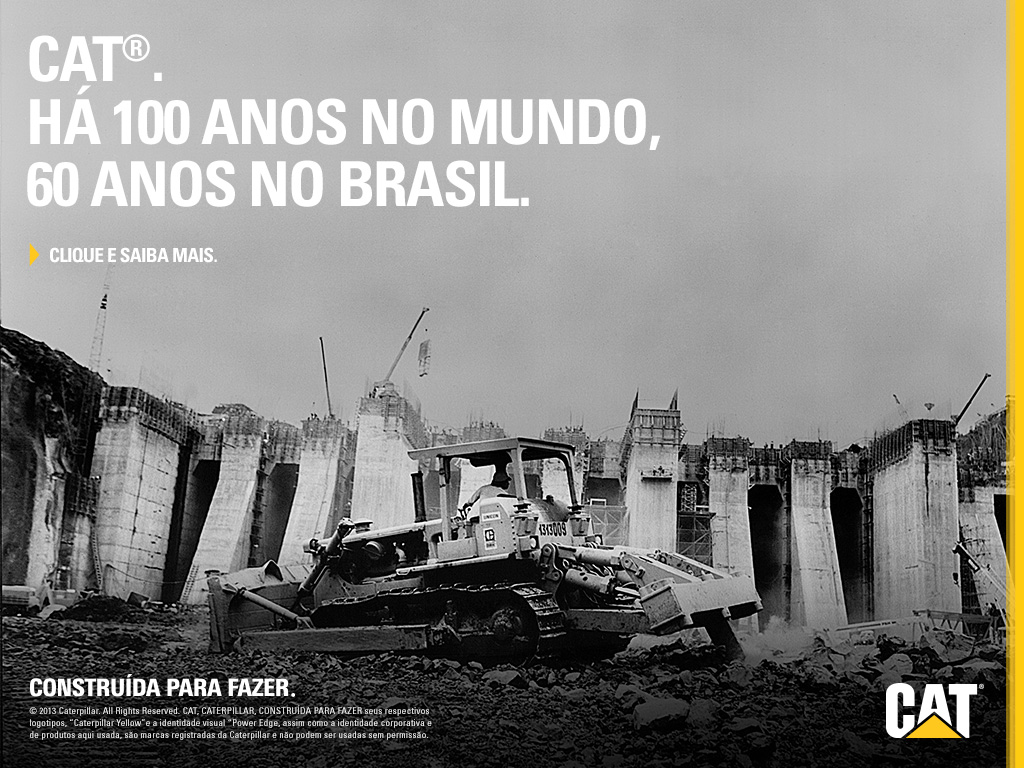 CAT®.
HÁ 100 ANOS NO MUNDO,
60 ANOS NO BRASIL.
CLIQUE E SAIBA MAIS.
1313009
CONSTRUÍDA PARA FAZER.
© 2013 Caterpillar. All Rights Reserved. CAT, CATERPILLAR, CONSTRUÍDA PARA FAZER seus respectivos
logotipos, "Caterpillar Yellow"e a identidade visual "Power Edge, assim como a identidade corporativa e
de produtos aqui usada, são marcas registradas da Caterpillar e não podem ser usadas sem permissão.
CAT®